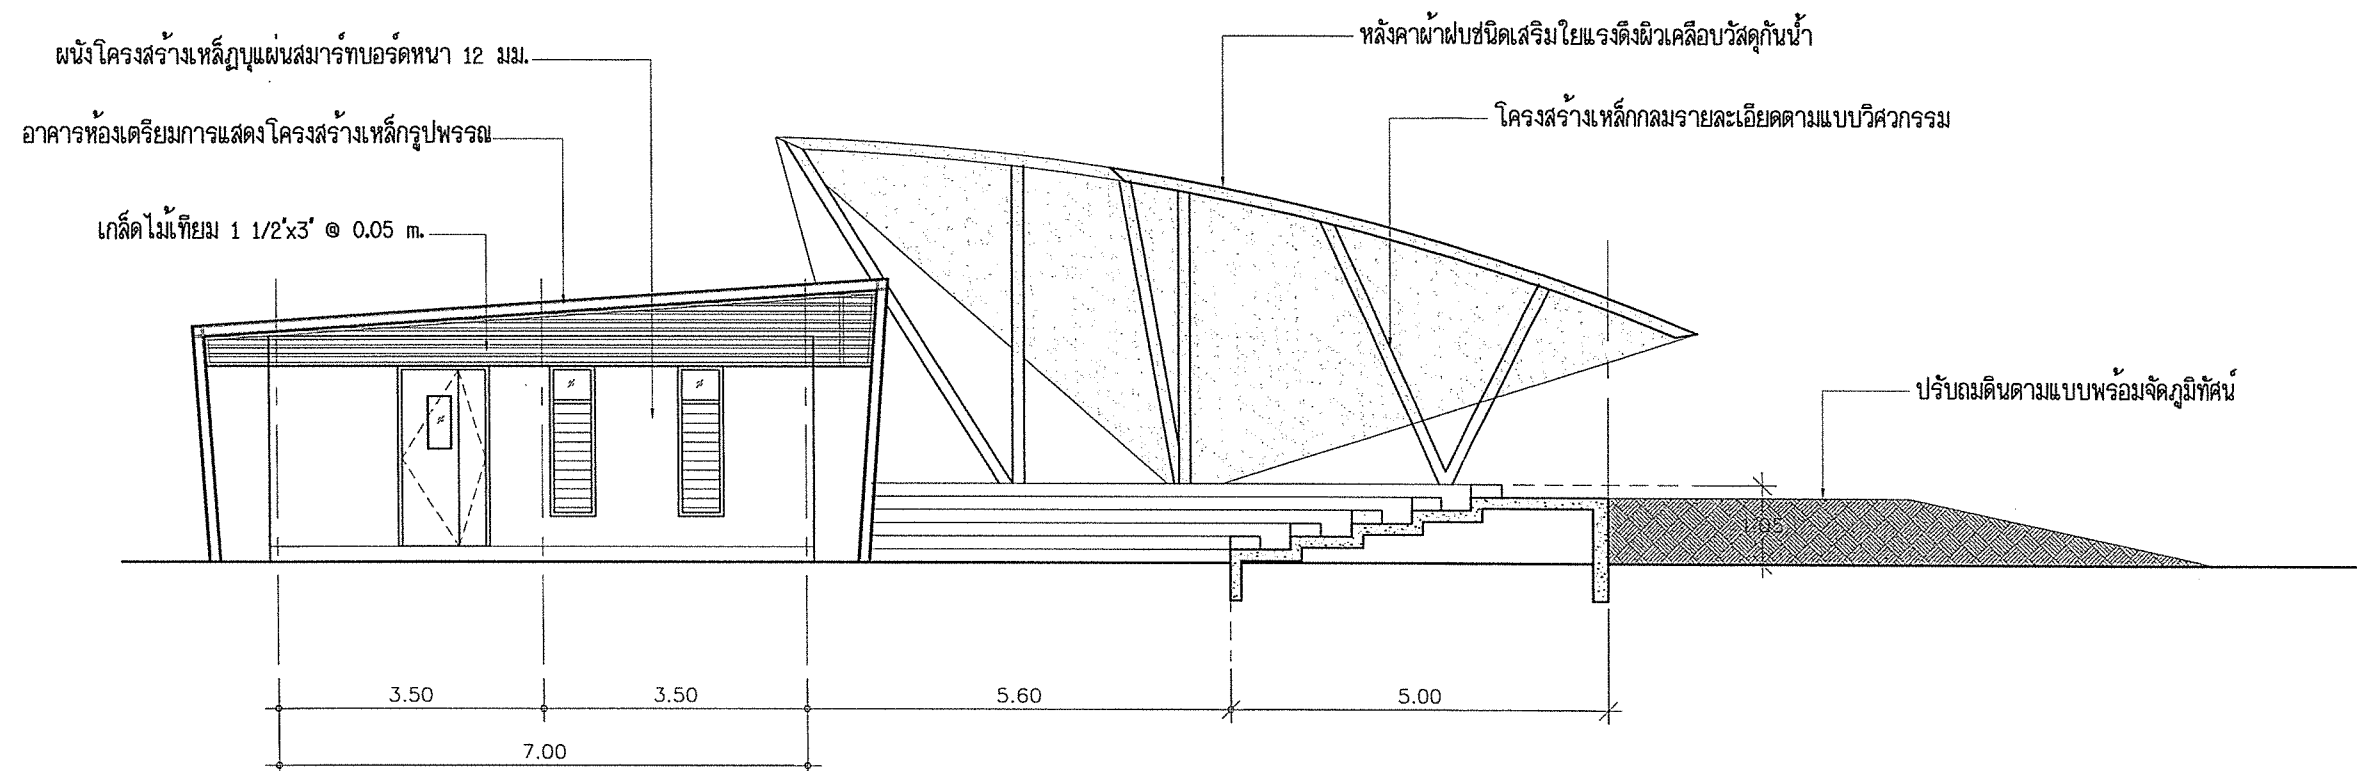 หลังคาผ้าฝบชนิดเสริมใยแรงดึงผิวเคลือบวัสดุกันน้ำ
ผนังโครงสร้างเหล็กบุแผ่นสมาร์ทบอร์ดหนา 12 มม.
โครงสร้างเหล็กกลมรายละเอียดตามแบบวิศวกรรม
อาคารห้องเตรียมการแสดงโครงสร้างเหล็กรูปพรรณ
เกล็ดไม้เทียม 1 1/2"x3" @ 0.05 m.
ปรับถมดินตามแบบพร้อมจัดภูมิทัศน์
1.05
3.50
3.50
5.60
5.00
7.00